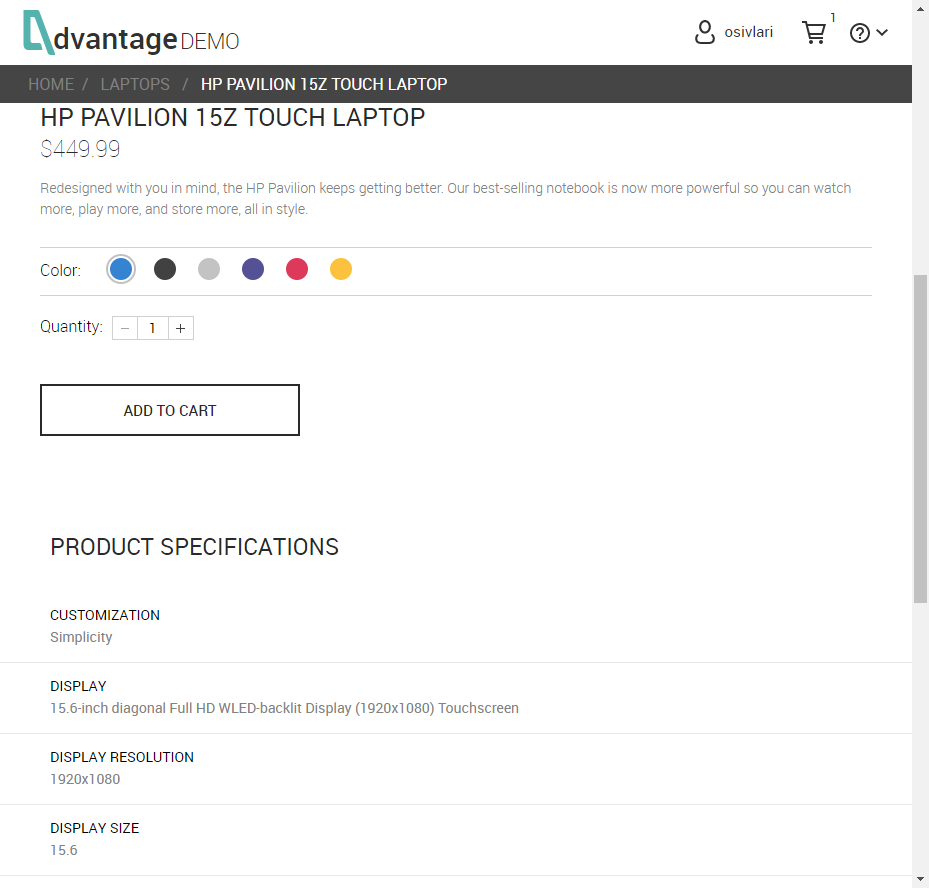 dvantage DEMO
osivlari
1
HOME / LAPTOPS / HP PAVILION 15Z TOUCH LAPTOP
HP PAVILION 15Z TOUCH LAPTOP
$449.99
Redesigned with you in mind, the HP Pavilion keeps getting better. Our best-selling notebook is now more powerful so you can watch
more, play more, and store more, all in style.
Color:
Quantity: − 1 +
ADD TO CART
PRODUCT SPECIFICATIONS
CUSTOMIZATION
Simplicity
DISPLAY
15.6-inch diagonal Full HD WLED-backlit Display (1920x1080) Touchscreen
DISPLAY RESOLUTION
1920x1080
DISPLAY SIZE
15.6